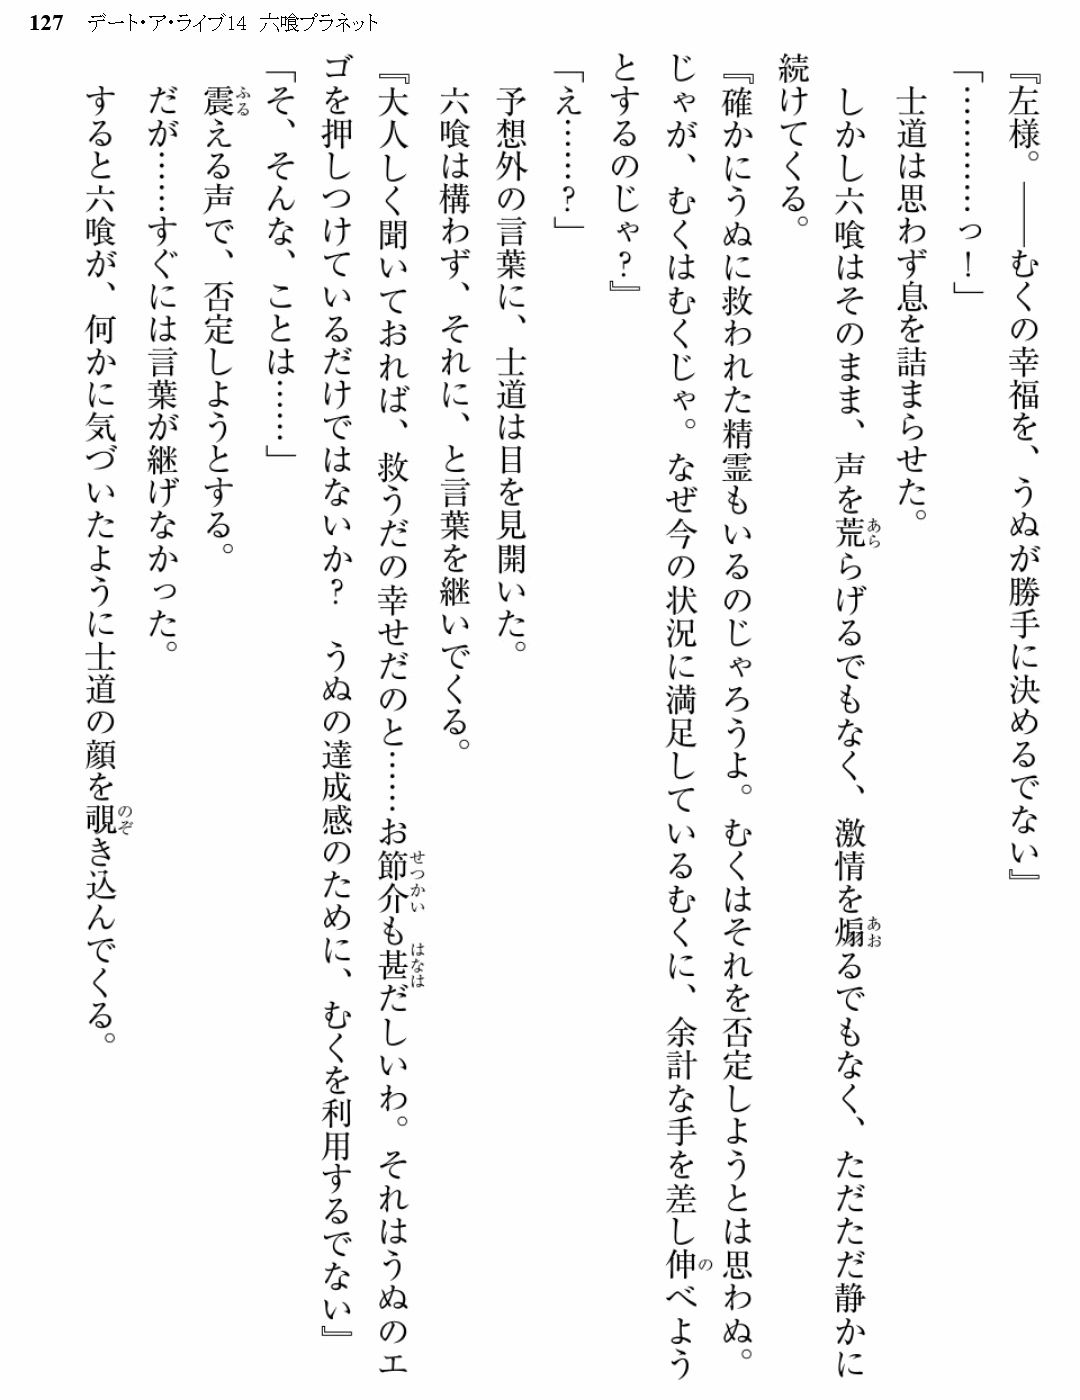 127 デート・ア・ライブ14 六喰プラネット
『左様。――むくの幸福を、うぬが勝手に決めるでない』
「…………っ！」
士道は思わず息を詰まらせた。
しかし六喰はそのまま、声を荒らげるでもなく、激情を煽るでもなく、ただただ静かに
続けてくる。
『確かにうぬに救われた精霊もいるのじゃろうよ。むくはそれを否定しようとは思わぬ。
じゃが、むくはむくじゃ。なぜ今の状況に満足しているむくに、余計な手を差し伸べよう
とするのじゃ？』
「え……？」
予想外の言葉に、士道は目を見開いた。
六喰は構わず、それに、と言葉を継いでくる。
『大人しく聞いておれば、救うだの幸せだのと……お節介も甚だしいわ。それはうぬのエ
ゴを押しつけているだけではないか？　うぬの達成感のために、むくを利用するでない』
「そ、そんな、ことは……」
震える声で、否定しようとする。
だが……すぐには言葉が継げなかった。
すると六喰が、何かに気づいたように士道の顔を覗き込んでくる。